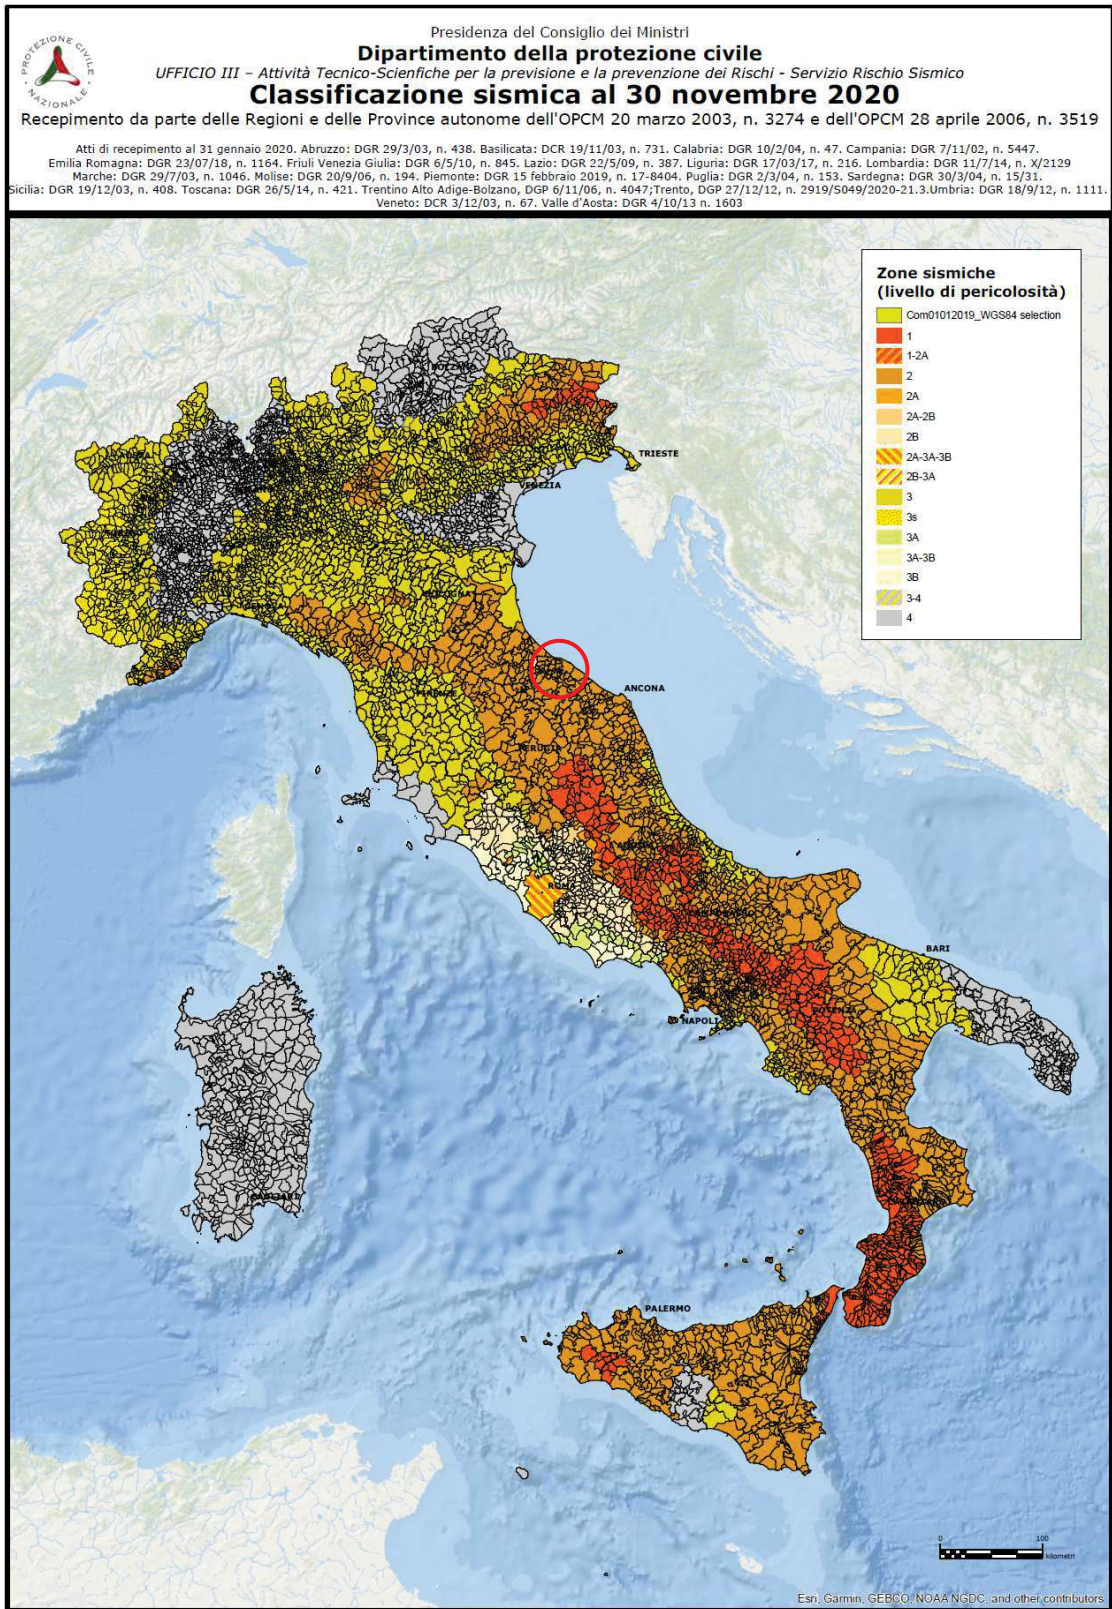 PROTEZIONE CIVILE
NAZIONALE
Presidenza del Consiglio dei Ministri
Dipartimento della protezione civile
UFFICIO III – Attività Tecnico-Scienfiche per la previsione e la prevenzione dei Rischi - Servizio Rischio Sismico
Classificazione sismica al 30 novembre 2020
Recepimento da parte delle Regioni e delle Province autonome dell'OPCM 20 marzo 2003, n. 3274 e dell'OPCM 28 aprile 2006, n. 3519
Atti di recepimento al 31 gennaio 2020. Abruzzo: DGR 29/3/03, n. 438. Basilicata: DCR 19/11/03, n. 731. Calabria: DGR 10/2/04, n. 47. Campania: DGR 7/11/02, n. 5447.
Emilia Romagna: DGR 23/07/18, n. 1164. Friuli Venezia Giulia: DGR 6/5/10, n. 845. Lazio: DGR 22/5/09, n. 387. Liguria: DGR 17/03/17, n. 216. Lombardia: DGR 11/7/14, n. X/2129
Marche: DGR 29/7/03, n. 1046. Molise: DGR 20/9/06, n. 194. Piemonte: DGR 15 febbraio 2019, n. 17-8404. Puglia: DGR 2/3/04, n. 153. Sardegna: DGR 30/3/04, n. 15/31.
Sicilia: DGR 19/12/03, n. 408. Toscana: DGR 26/5/14, n. 421. Trentino Alto Adige-Bolzano, DGP 6/11/06, n. 4047;Trento, DGP 27/12/12, n. 2919/S049/2020-21.3.Umbria: DGR 18/9/12, n. 1111.
Veneto: DCR 3/12/03, n. 67. Valle d'Aosta: DGR 4/10/13 n. 1603
Zone sismiche
(livello di pericolosità)
Com01012019_WGS84 selection
1
1-2A
2
2A
2A-2B
2B
2A-3A-3B
2B-3A
3
3s
3A
3A-3B
3B
3-4
4
BOLZANO
TRIESTE
VENEZIA
GENOVA
BOLOGNA
FIRENZE
ANCONA
PERUGIA
ROMA
CAMPOBASSO
BARI
NAPOLI
POTENZA
CAGLIARI
PALERMO
0 100
kilometri
Esri, Garmin, GEBCO, NOAA NGDC, and other contributors